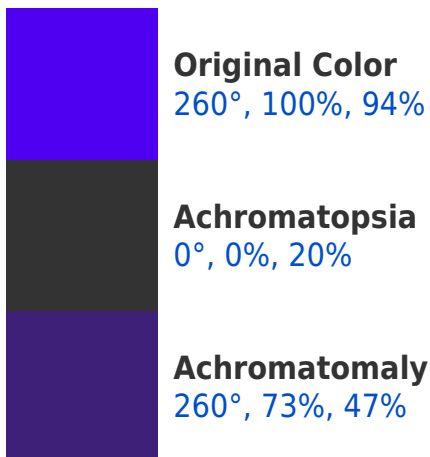 Original Color
260°, 100%, 94%
Achromatopsia
0°, 0%, 20%
Achromatomaly
260°, 73%, 47%